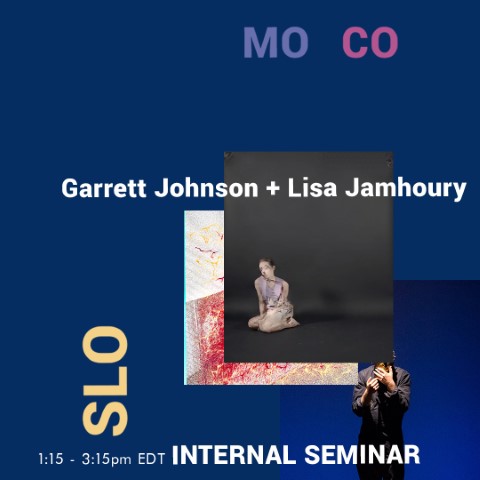 MO CO
Garrett Johnson + Lisa Jamhoury
SLO
1:15 - 3:15pm EDT INTERNAL SEMINAR